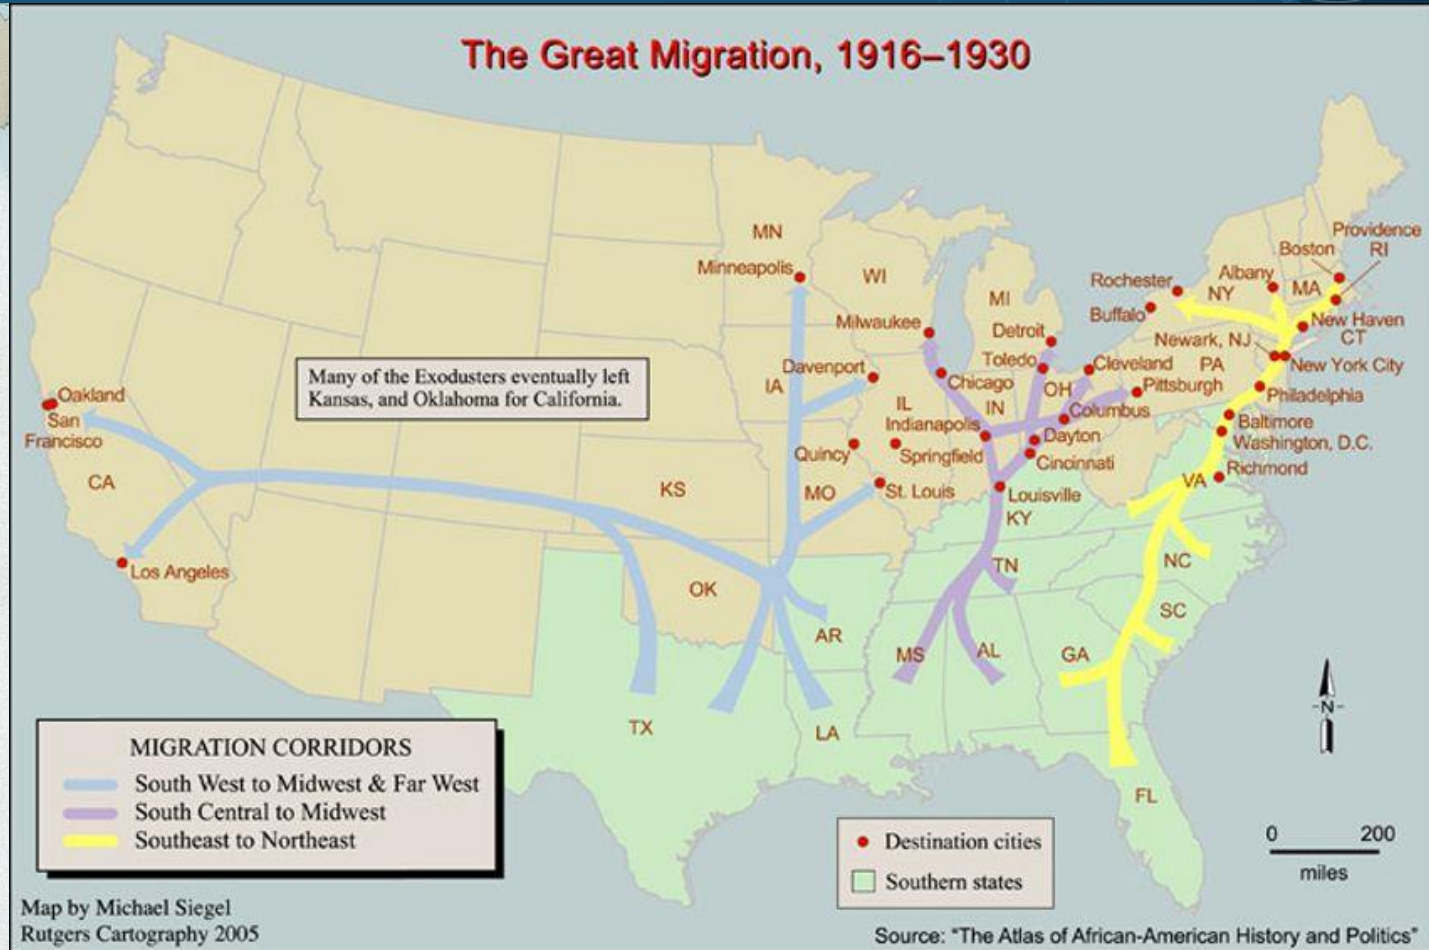 The Great Migration, 1916–1930
Providence
RI
Boston
MN
Minneapolis
WI
MI
Rochester
Albany
NY
MA
Buffalo
Milwaukee
Detroit
New Haven
CT
Newark, NJ
PA
New York City
Toledo
Cleveland
Davenport
IA
Chicago
OH
Pittsburgh
Philadelphia
Many of the Exodusters eventually left
Kansas, and Oklahoma for California.
Oakland
San
Francisco
IL
IN
Columbus
Indianapolis
Dayton
Baltimore
Washington, D.C.
Quincy
Springfield
Cincinnati
Richmond
VA
CA
KS
MO
St. Louis
Louisville
KY
Los Angeles
OK
TN
NC
SC
AR
MS
AL
GA
TX
LA
FL
N
MIGRATION CORRIDORS
South West to Midwest & Far West
South Central to Midwest
Southeast to Northeast
Destination cities
Southern states
0 200
miles
Map by Michael Siegel
Rutgers Cartography 2005
Source: "The Atlas of African-American History and Politics"